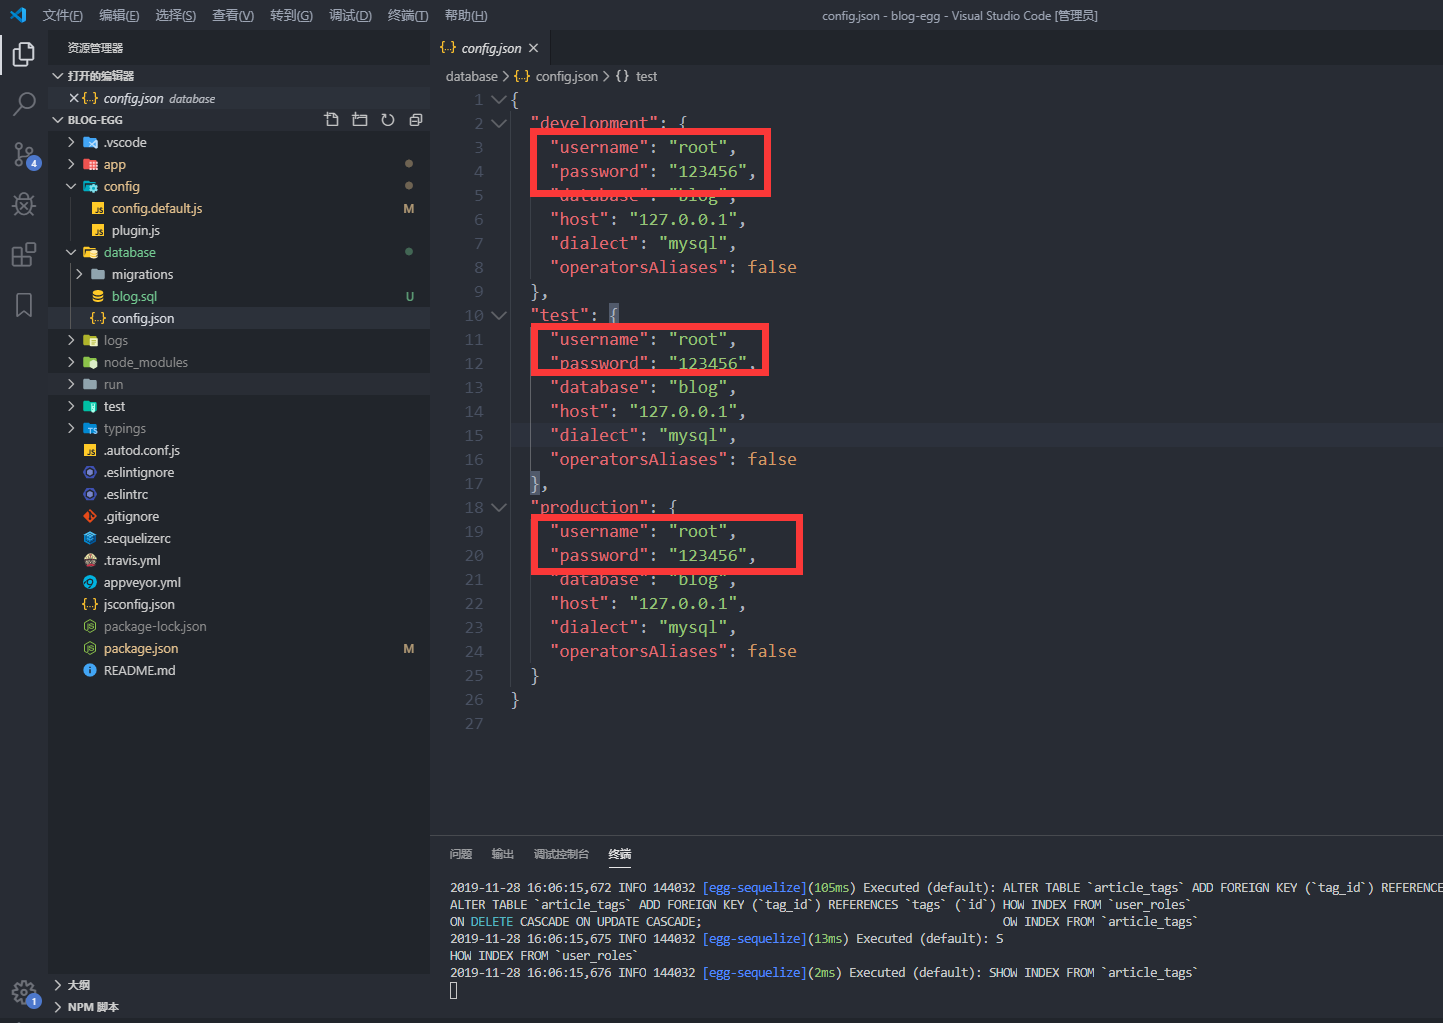 文件(F) 编辑(E) 选择(S) 查看(V) 转到(G) 调试(D) 终端(T) 帮助(H)
config.json - blog-egg - Visual Studio Code [管理员]
资源管理器
打开的编辑器
config.json database
BLOG-EGG
.vscode
app
config
config.default.js M
plugin.js
database
migrations
blog.sql U
config.json
logs
node_modules
run
test
typings
.autod.conf.js
.eslintignore
.eslintrc
.gitignore
.sequelizerc
.travis.yml
appveyor.yml
jsconfig.json
package-lock.json
package.json M
README.md
大纲
NPM 脚本
4
1
{..} config.json
database > {..} config.json > {} test
1 {
2 "development": {
3 "username": "root",
4 "password": "123456",
5 "database": "blog",
6 "host": "127.0.0.1",
7 "dialect": "mysql",
8 "operatorsAliases": false
9 },
10 "test": {
11 "username": "root",
12 "password": "123456",
13 "database": "blog",
14 "host": "127.0.0.1",
15 "dialect": "mysql",
16 "operatorsAliases": false
17 },
18 "production": {
19 "username": "root",
20 "password": "123456",
21 "database": "blog",
22 "host": "127.0.0.1",
23 "dialect": "mysql",
24 "operatorsAliases": false
25 }
26 }
27
问题 输出 调试控制台 终端
2019-11-28 16:06:15,672 INFO 144032 [egg-sequelize](105ms) Executed (default): ALTER TABLE `article_tags` ADD FOREIGN KEY (`tag_id`) REFERENCE
ALTER TABLE `article_tags` ADD FOREIGN KEY (`tag_id`) REFERENCES `tags` (`id`) HOW INDEX FROM `user_roles`
ON DELETE CASCADE ON UPDATE CASCADE; OW INDEX FROM `article_tags`
2019-11-28 16:06:15,675 INFO 144032 [egg-sequelize](13ms) Executed (default): S
HOW INDEX FROM `user_roles`
2019-11-28 16:06:15,676 INFO 144032 [egg-sequelize](2ms) Executed (default): SHOW INDEX FROM `article_tags`